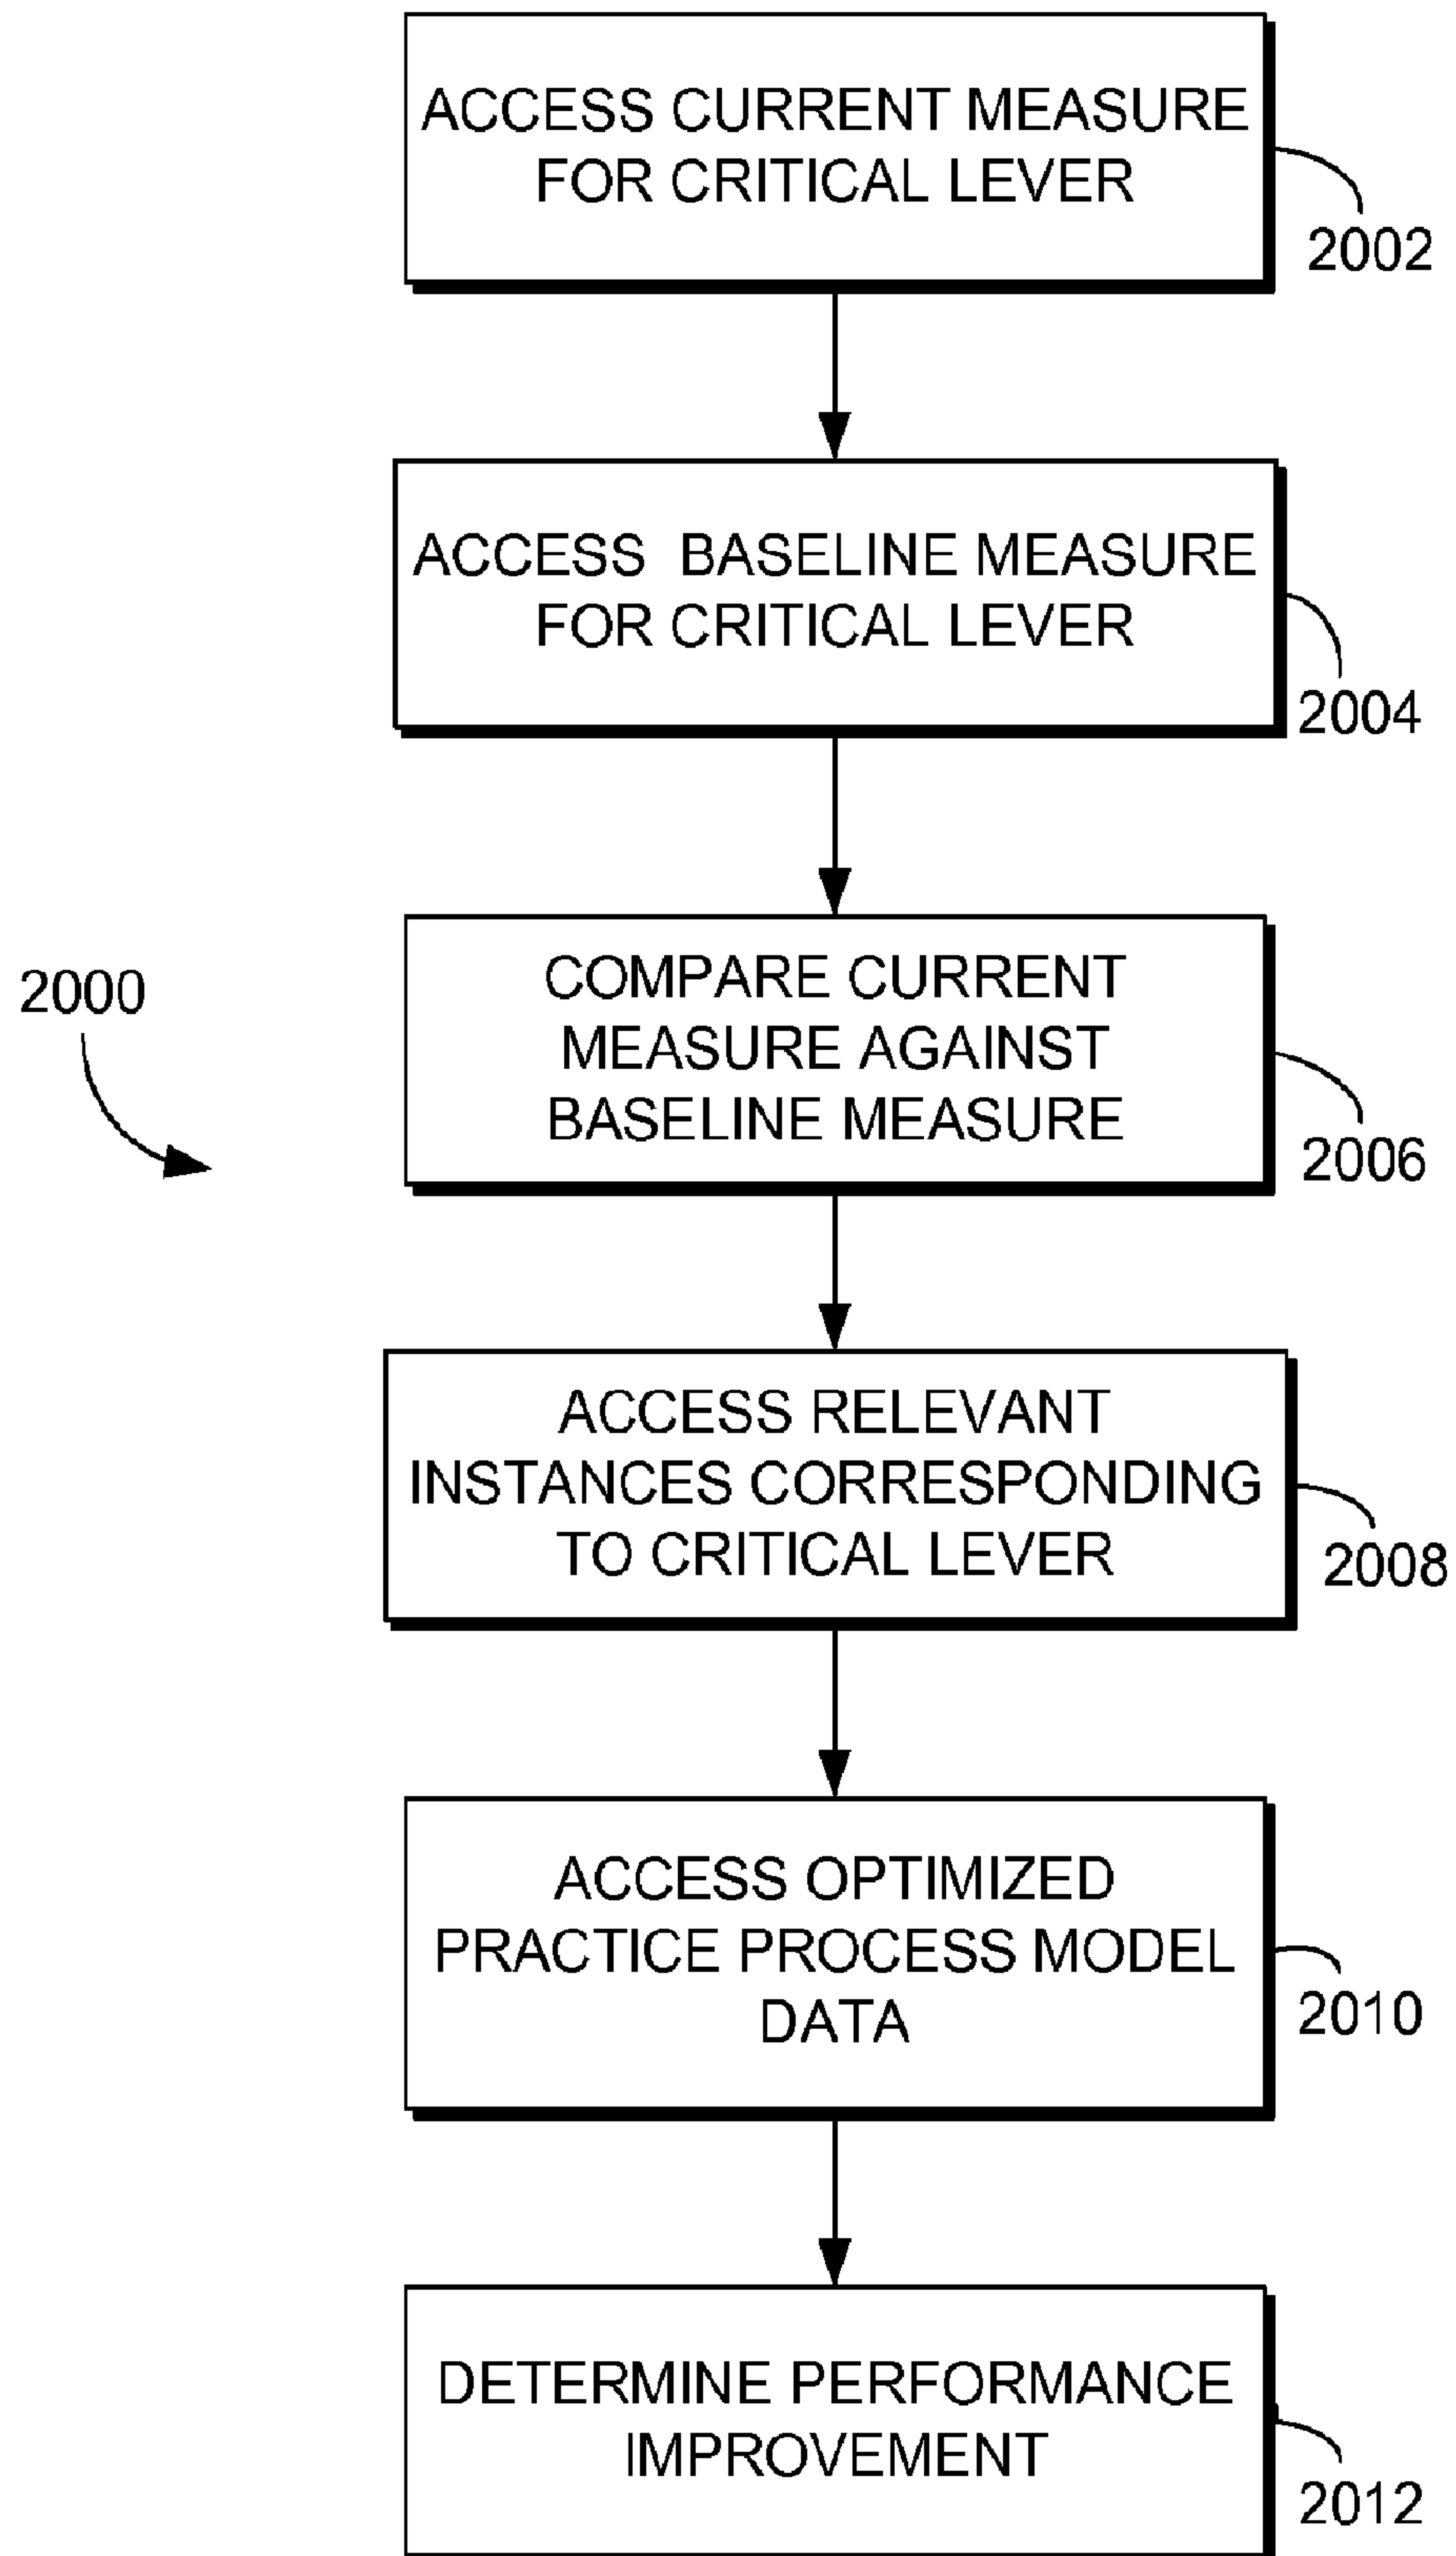 ACCESS CURRENT MEASURE
FOR CRITICAL LEVER
2002
ACCESS BASELINE MEASURE
FOR CRITICAL LEVER
2004
2000
COMPARE CURRENT
MEASURE AGAINST
BASELINE MEASURE
2006
ACCESS RELEVANT
INSTANCES CORRESPONDING
TO CRITICAL LEVER
2008
ACCESS OPTIMIZED
PRACTICE PROCESS MODEL
DATA
2010
DETERMINE PERFORMANCE
IMPROVEMENT
2012